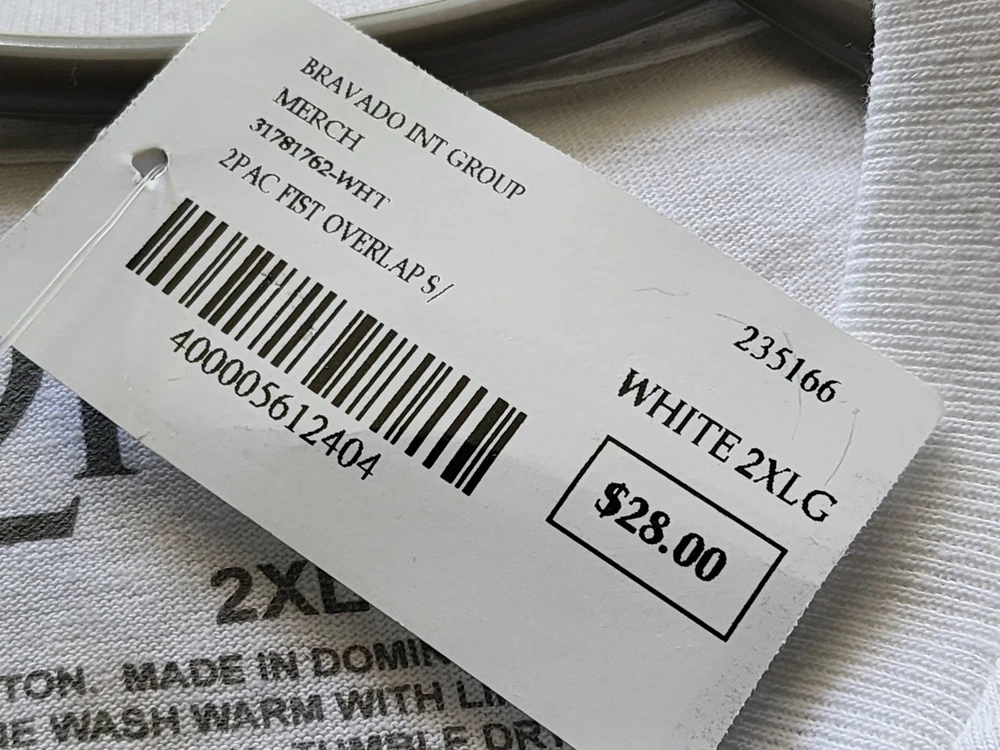 BRAVADO INT GROUP
MERCH
31781762-WHT
2PAC FIST OVERLAP S/
400005612404
235166
WHITE 2XLG
$28.00
2XL
MADE IN
WASH WARM WITH
TUMBLE